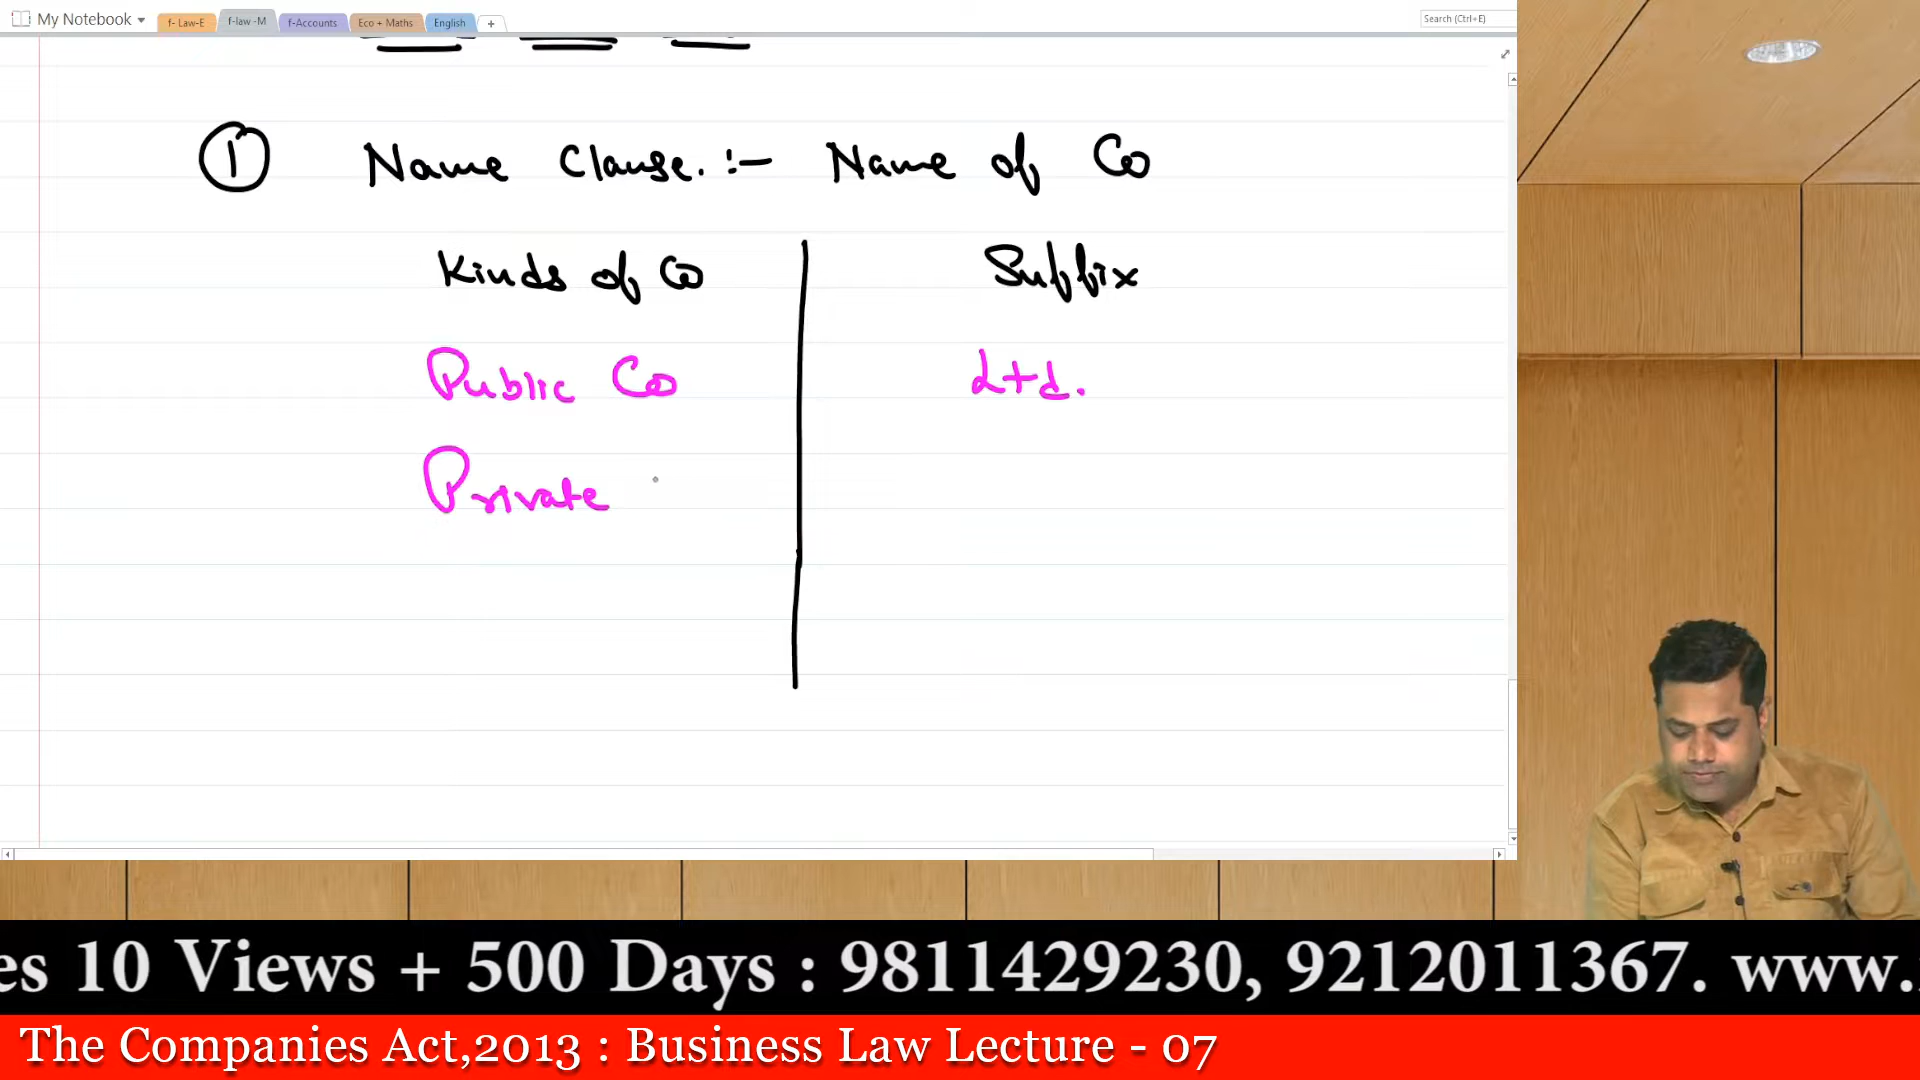 My Notebook f- Law-E f-law -M f-Accounts Eco + Maths English + Search (Ctrl+E)
① Name Clause. :- Name of Co
Kinds of Co Suffix
Public Co Ltd.
Private
es 10 Views + 500 Days : 9811429230, 9212011367. www.
The Companies Act,2013 : Business Law Lecture - 07